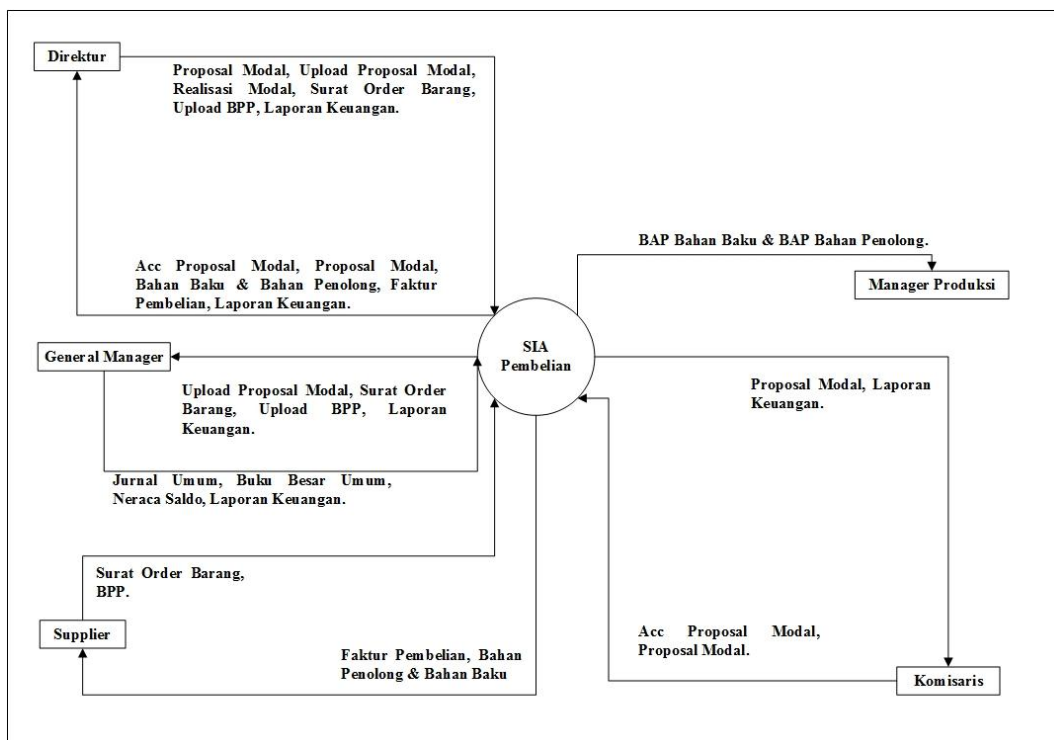 Direktur
Proposal Modal, Upload Proposal Modal,
Realisasi Modal, Surat Order Barang,
Upload BPP, Laporan Keuangan.
BAP Bahan Baku & BAP Bahan Penolong.
Acc Proposal Modal, Proposal Modal,
Bahan Baku & Bahan Penolong, Faktur
Pembelian, Laporan Keuangan.
Manager Produksi
General Manager
SIA
Pembelian
Upload Proposal Modal, Surat Order
Barang, Upload BPP, Laporan
Keuangan.
Proposal Modal, Laporan
Keuangan.
Jurnal Umum, Buku Besar Umum,
Neraca Saldo, Laporan Keuangan.
Surat Order Barang,
BPP.
Supplier
Faktur Pembelian, Bahan
Penolong & Bahan Baku
Acc Proposal Modal,
Proposal Modal.
Komisaris